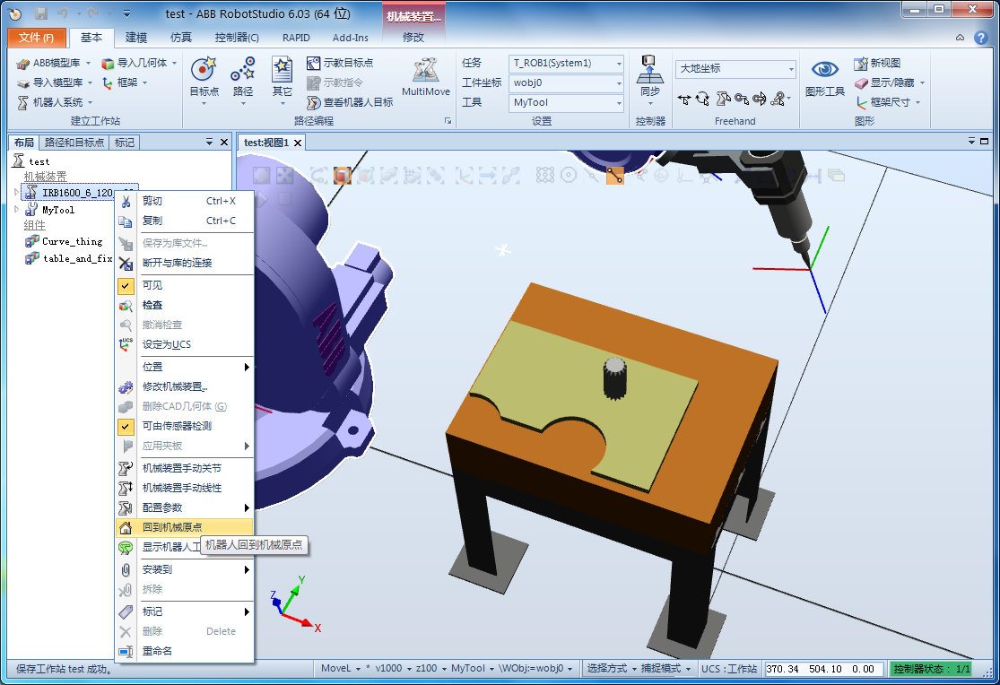 test - ABB RobotStudio 6.03 (64 位)
机械装置...
文件(F) 基本 建模 仿真 控制器(C) RAPID Add-Ins 修改
ABB模型库 导入几何体
导入模型库 框架
机器人系统
建立工作站
目标点 路径 其它
示教目标点
示教指令
查看机器人目标
MultiMove
路径编程
任务 T_ROB1(System1)
工件坐标 wobj0
工具 MyTool
设置
同步
控制器
大地坐标
Freehand
图形工具
新视图
显示/隐藏
框架尺寸
图形
布局 路径和目标点 标记
test:视图1
test
机械装置
IRB1600_6_120
MyTool
组件
Curve_thing
table_and_fix
剪切 Ctrl+X
复制 Ctrl+C
保存为库文件...
断开与库的连接
可见
检查
撤消检查
UCS 设定为UCS
位置
修改机械装置...
删除CAD几何体 (G)
可由传感器检测
应用夹板
机械装置手动关节
机械装置手动线性
配置参数
回到机械原点
显示机器人工
机器人回到机械原点
安装到
拆除
标记
删除 Delete
重命名
Z Y X
保存工作站 test 成功。
MoveL * v1000 z100 MyTool \WObj:=wobj0 选择方式 捕捉模式 UCS：工作站 370.34 504.10 0.00 控制器状态： 1/1